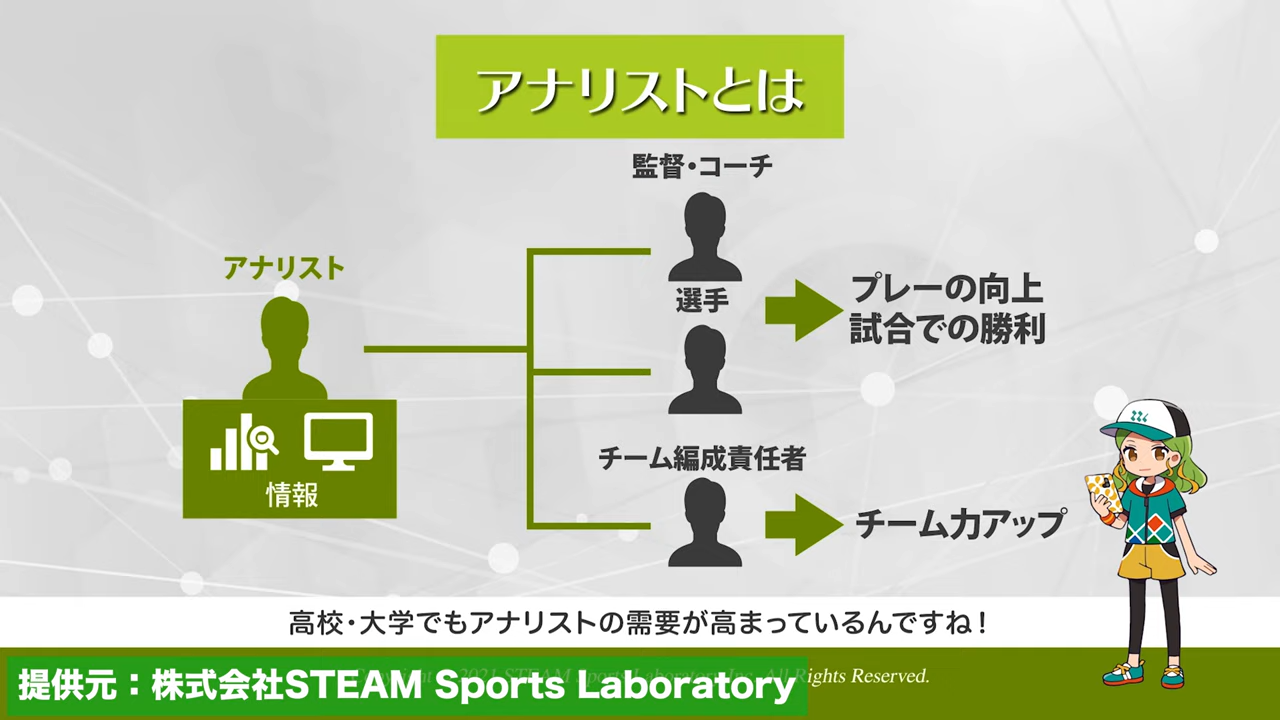 アナリストとは
監督・コーチ
アナリスト
選手
プレーの向上
試合での勝利
情報
チーム編成責任者
チーム力アップ
高校・大学でもアナリストの需要が高まっているんですね!
提供元:株式会社STEAM Sports Laboratory
Rights Reserved.